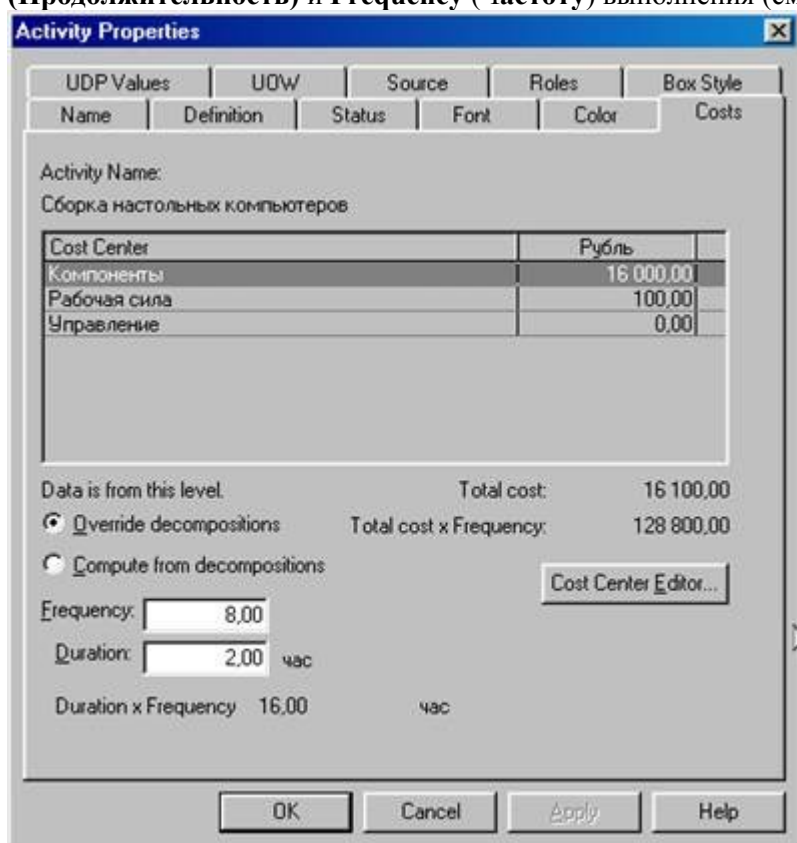 (Продолжительность) и Frequency (Частоту) выполнения (см
Activity Properties
UDP Values UOW Source Roles Box Style
Name Definition Status Font Color Costs
Activity Name:
Сборка настольных компьютеров
Cost Center Рубль
Компоненты 16 000,00
Рабочая сила 100,00
Управление 0,00
Data is from this level. Total cost: 16 100,00
Override decompositions Total cost x Frequency: 128 800,00
Compute from decompositions
Cost Center Editor...
Frequency: 8,00
Duration: 2,00 час
Duration x Frequency 16,00 час
OK Cancel Apply Help